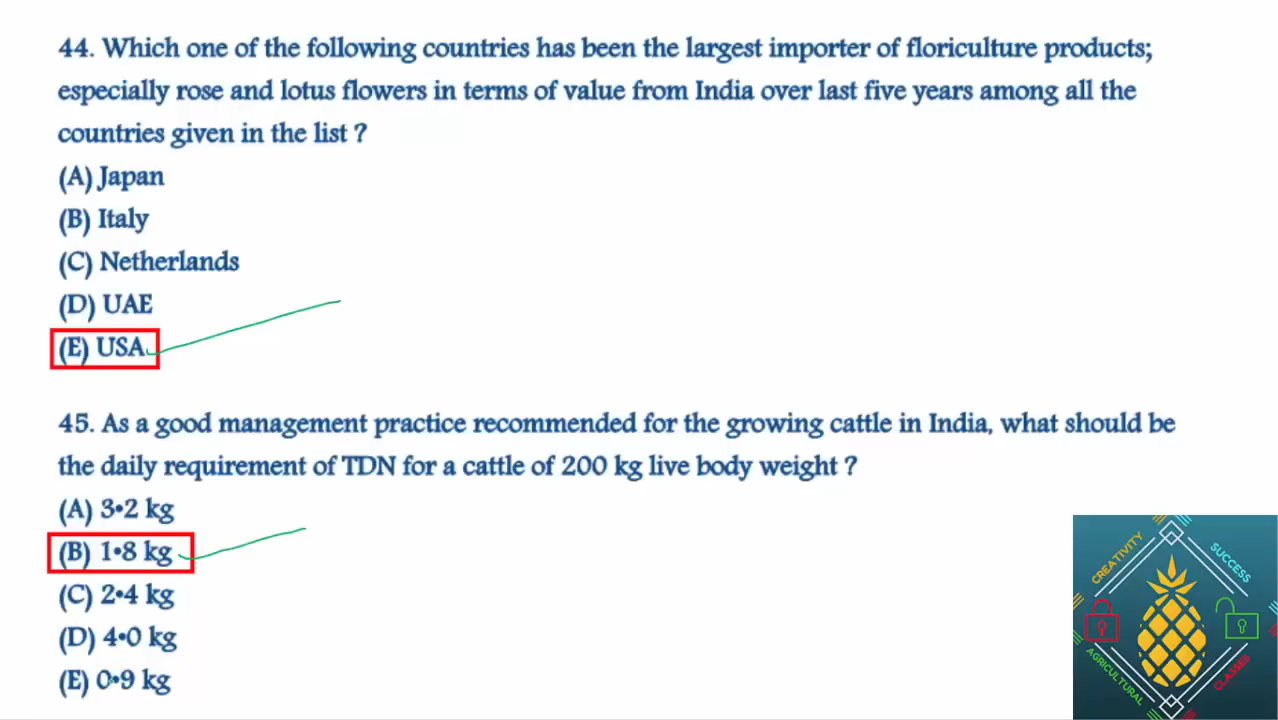 44. Which one of the following countries has been the largest importer of floriculture products;
especially rose and lotus flowers in terms of value from India over last five years among all the
countries given in the list ?
(A) Japan
(B) Italy
(C) Netherlands
(D) UAE
(E) USA
45. As a good management practice recommended for the growing cattle in India, what should be
the daily requirement of TDN for a cattle of 200 kg live body weight ?
(A) 3•2 kg
(B) 1•8 kg
(C) 2•4 kg
(D) 4•0 kg
(E) 0•9 kg
CREATIVITY
SUCCESS
AGRICULTURAL
CLASSES